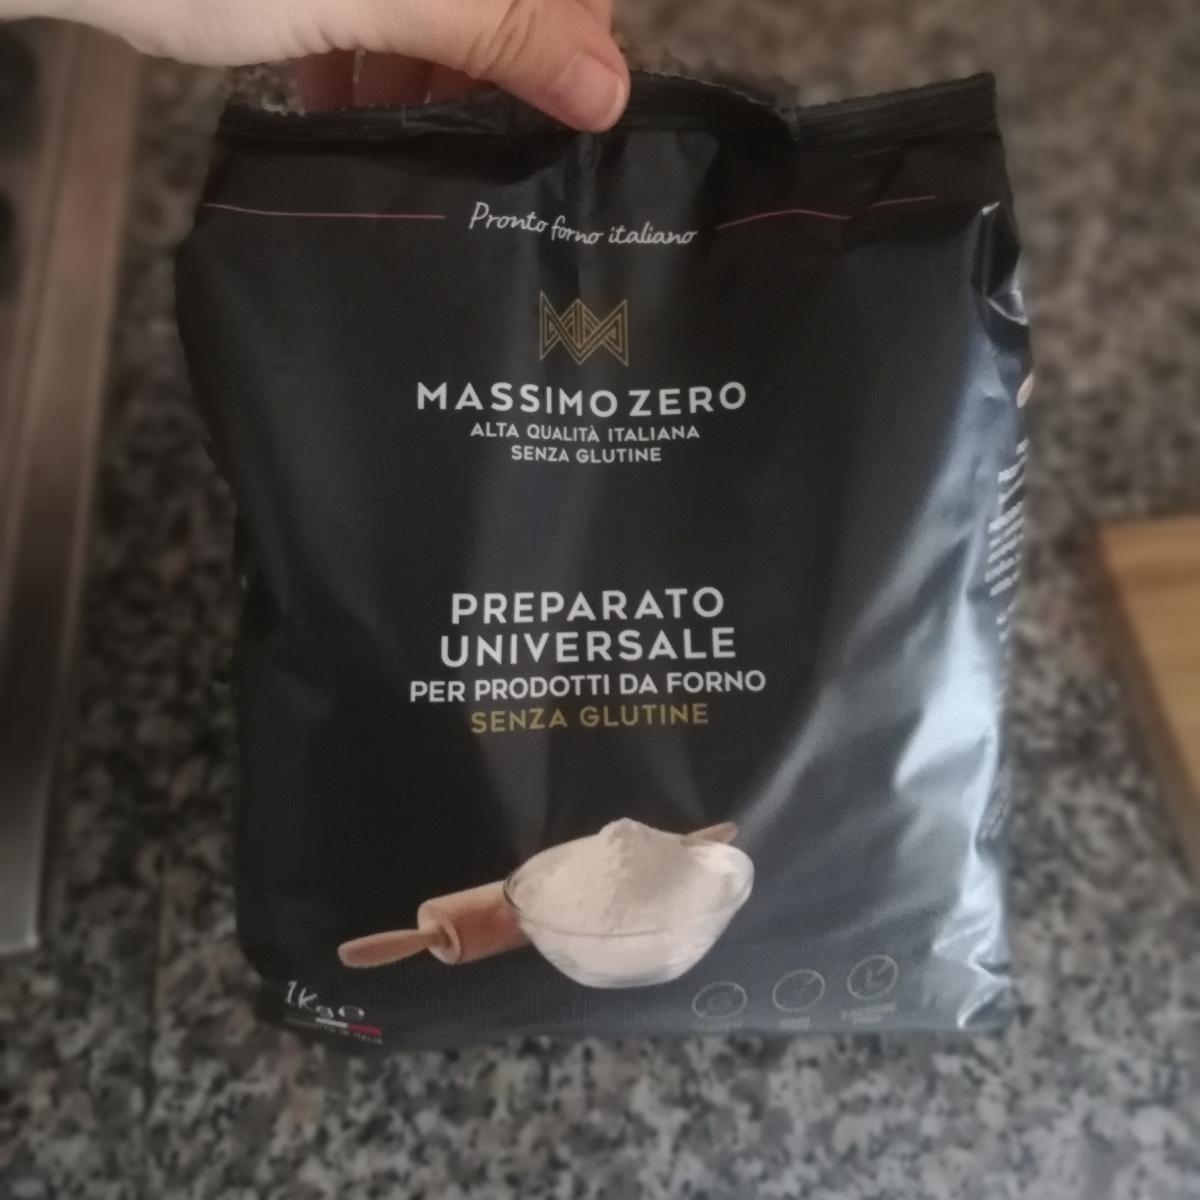 Pronto forno italiano
MASSIMO ZERO
ALTA QUALITÀ ITALIANA
SENZA GLUTINE
PREPARATO
UNIVERSALE
PER PRODOTTI DA FORNO
SENZA GLUTINE
1Kg e